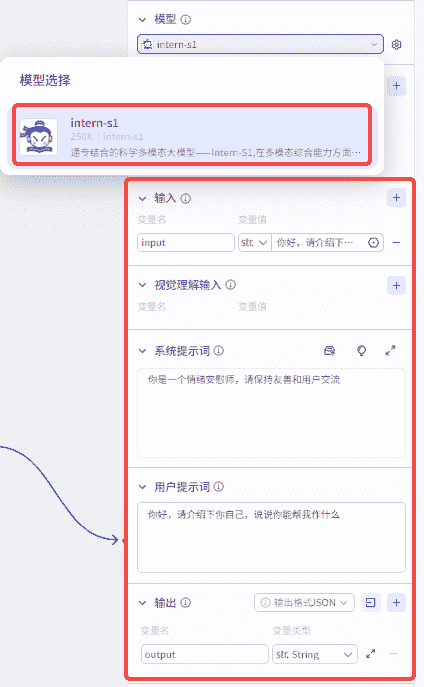 模型
intern-s1
模型选择
intern-s1
250K | intern-s1
通专结合的科学多模态大模型——Intern-S1,在多模态综合能力方面…
输入
变量名 变量值
input str. 你好，请介绍下…
视觉理解输入
变量名 变量值
系统提示词
你是一个情绪安慰师，请保持友善和用户交流
用户提示词
你好，请介绍下你自己，说说你能帮我作什么
输出 输出格式JSON
变量名 变量类型
output str. String